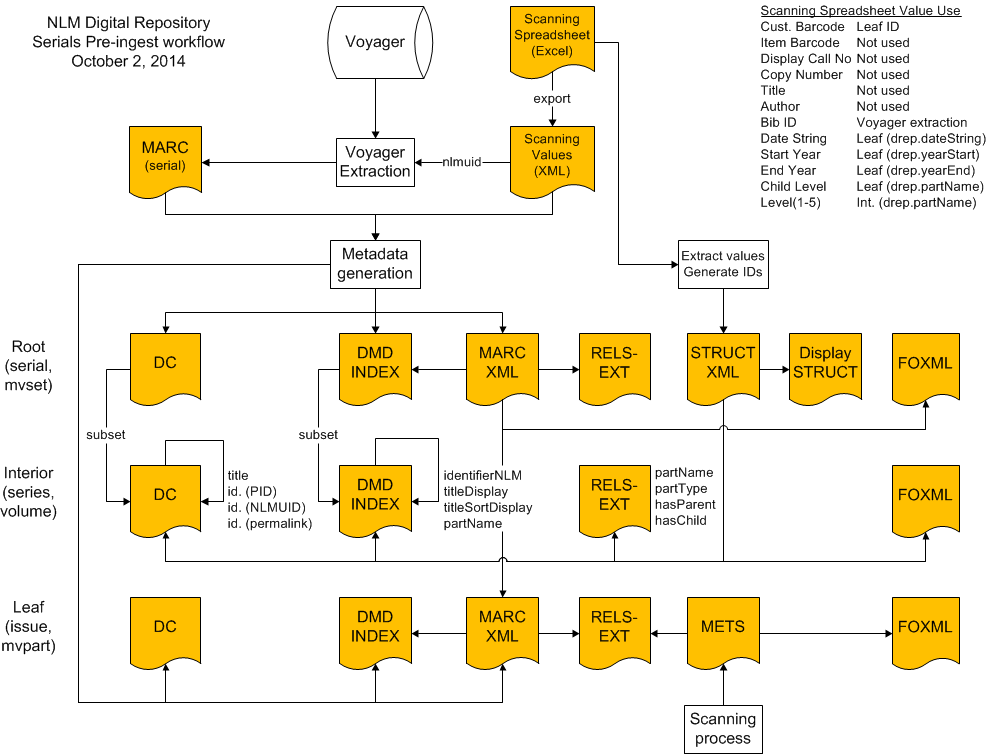 NLM Digital Repository
Serials Pre-ingest workflow
October 2, 2014
Voyager
Scanning
Spreadsheet
(Excel)
Scanning Spreadsheet Value Use
Cust. Barcode Leaf ID
Item Barcode Not used
Display Call No Not used
Copy Number Not used
Title Not used
Author Not used
Bib ID Voyager extraction
Date String Leaf (drep.dateString)
Start Year Leaf (drep.yearStart)
End Year Leaf (drep.yearEnd)
Child Level Leaf (drep.partName)
Level(1-5) Int. (drep.partName)
export
MARC
(serial)
Voyager
Extraction
nlmuid
Scanning
Values
(XML)
Metadata
generation
Extract values
Generate IDs
Root
(serial,
mvset)
DC
DMD
INDEX
MARC
XML
RELS-
EXT
STRUCT
XML
Display
STRUCT
FOXML
subset
subset
Interior
(series,
volume)
DC
title
id. (PID)
id. (NLMUID)
id. (permalink)
DMD
INDEX
identifierNLM
titleDisplay
titleSortDisplay
partName
RELS-
EXT
partName
partType
hasParent
hasChild
FOXML
Leaf
(issue,
mvpart)
DC
DMD
INDEX
MARC
XML
RELS-
EXT
METS
FOXML
Scanning
process